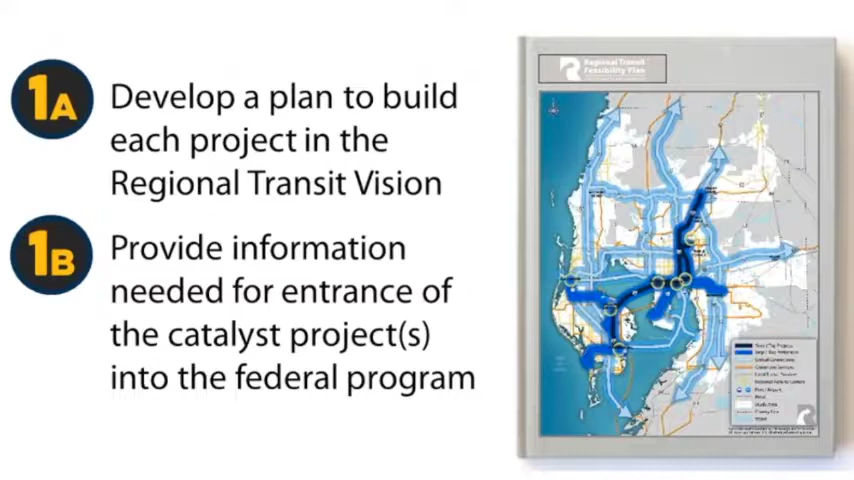 1A
Develop a plan to build
each project in the
Regional Transit Vision
1B
Provide information
needed for entrance of
the catalyst project(s)
into the federal program
Regional Transit
Feasibility Plan